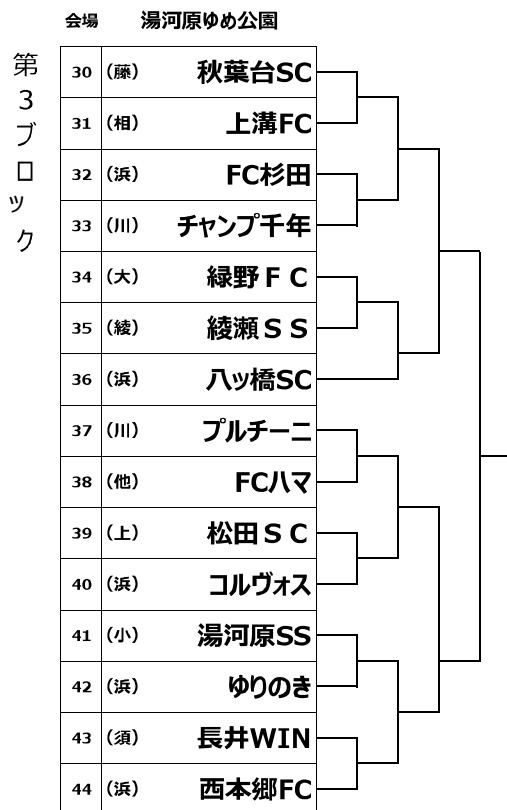 会場 湯河原ゆめ公園
第3ブロック
30 (藤) 秋葉台SC
31 (相) 上溝FC
32 (浜) FC杉田
33 (川) チャンプ千年
34 (大) 緑野ＦＣ
35 (綾) 綾瀬ＳＳ
36 (浜) 八ッ橋SC
37 (川) プルチーニ
38 (他) FCハマ
39 (上) 松田ＳＣ
40 (浜) コルヴォス
41 (小) 湯河原SS
42 (浜) ゆりのき
43 (須) 長井WIN
44 (浜) 西本郷FC